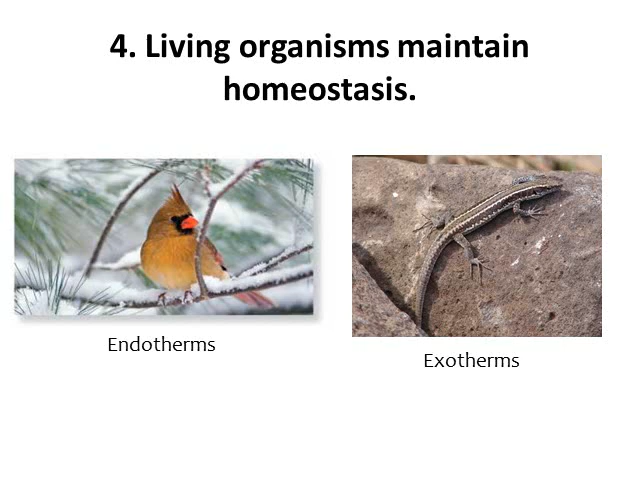 4. Living organisms maintain
homeostasis.
Endotherms
Exotherms